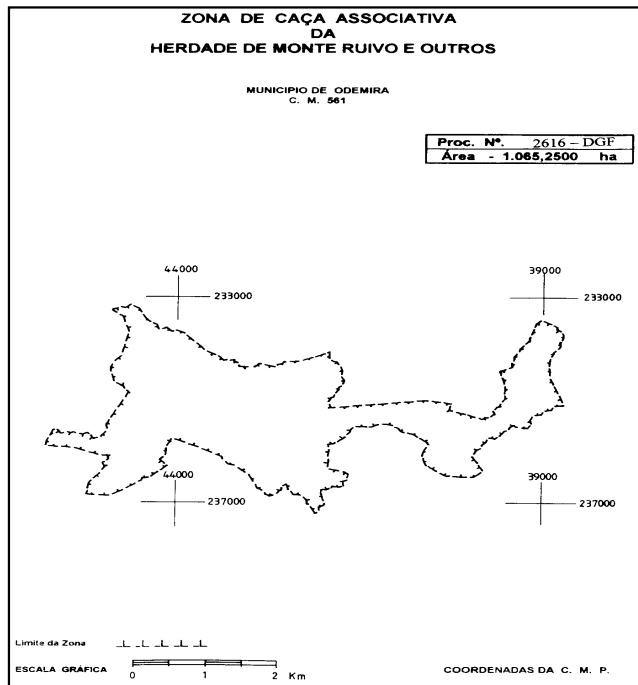 ZONA DE CAÇA ASSOCIATIVA
DA
HERDADE DE MONTE RUIVO E OUTROS
MUNICIPIO DE ODEMIRA
C. M. 561
Proc. Nº. 2616 - DGF
Área - 1.065,2500 ha
44000
233000
39000
233000
44000
237000
39000
237000
Limite da Zona
ESCALA GRÁFICA
0 1 2 Km
COORDENADAS DA C. M. P.